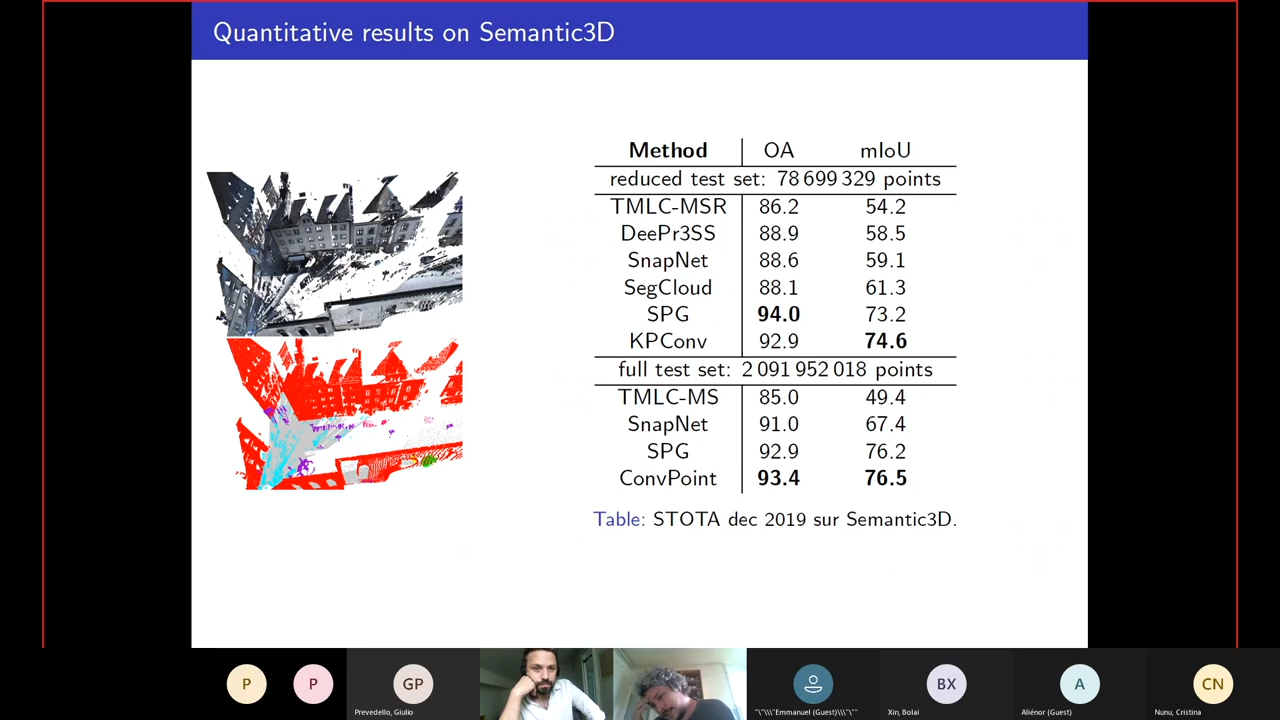 Quantitative results on Semantic3D
Method OA mIoU
reduced test set: 78 699 329 points
TMLC-MSR 86.2 54.2
DeePr3SS 88.9 58.5
SnapNet 88.6 59.1
SegCloud 88.1 61.3
SPG 94.0 73.2
KPConv 92.9 74.6
full test set: 2 091 952 018 points
TMLC-MS 85.0 49.4
SnapNet 91.0 67.4
SPG 92.9 76.2
ConvPoint 93.4 76.5
Table: STOTA dec 2019 sur Semantic3D.
P P GP BX A CN
Prevedello, Giulio "\"\\\"Emmanuel (Guest)\\\"\"" Xin, Bolai Aliénor (Guest) Nunu, Cristina